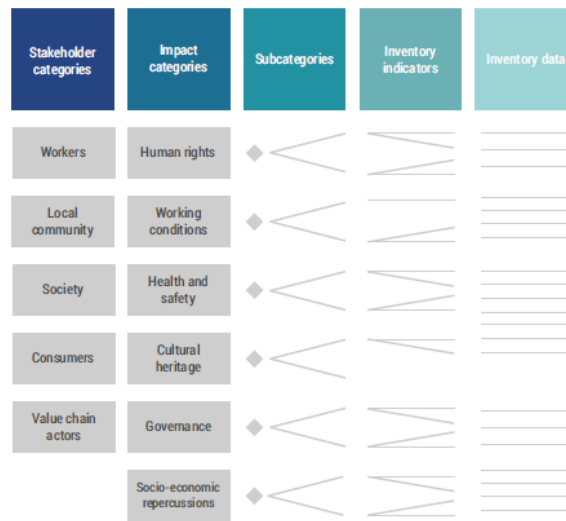 Stakeholder
categories
Impact
categories
Subcategories
Inventory
indicators
Inventory data
Workers
Human rights
Local
community
Working
conditions
Society
Health and
safety
Consumers
Cultural
heritage
Value chain
actors
Governance
Socio-economic
repercussions